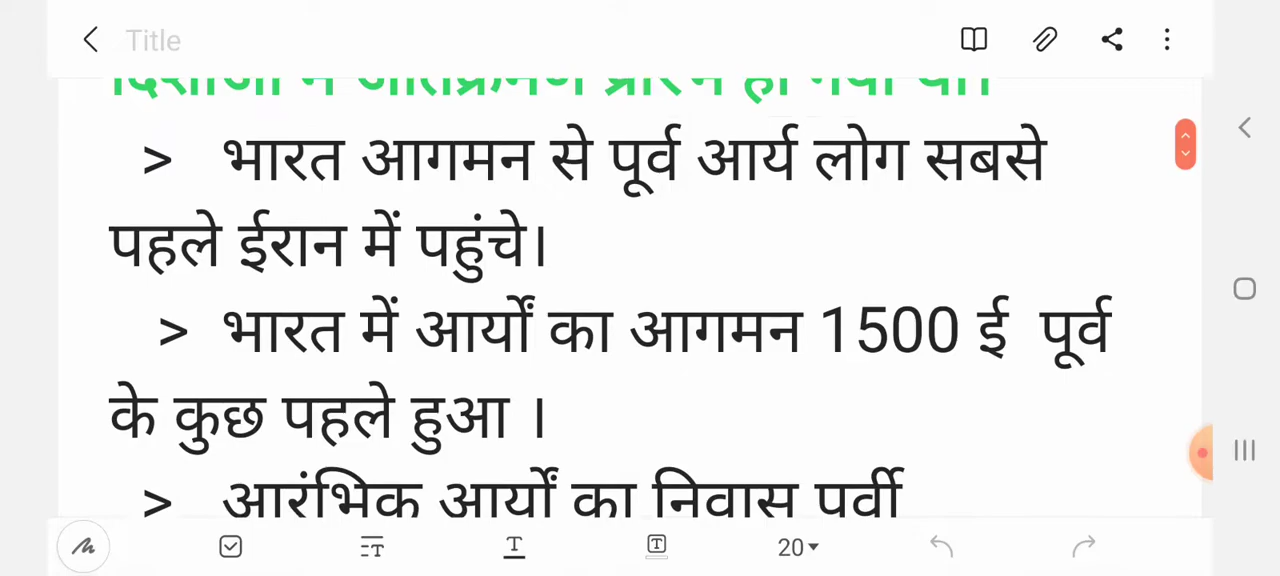 Title
> भारत आगमन से पूर्व आर्य लोग सबसे
पहले ईरान में पहुंचे।
> भारत में आर्यों का आगमन 1500 ई पूर्व
के कुछ पहले हुआ ।
> आरंभिक आर्यों का निवास पूर्वी
20